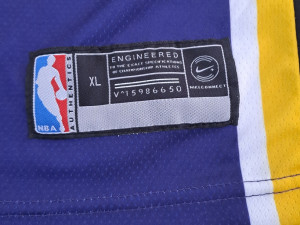 NBA
AUTHENTICS
XL
ENGINEERED
TO THE EXACT SPECIFICATIONS
OF CHAMPIONSHIP ATHLETES
V^15986650
NIKECONNECT